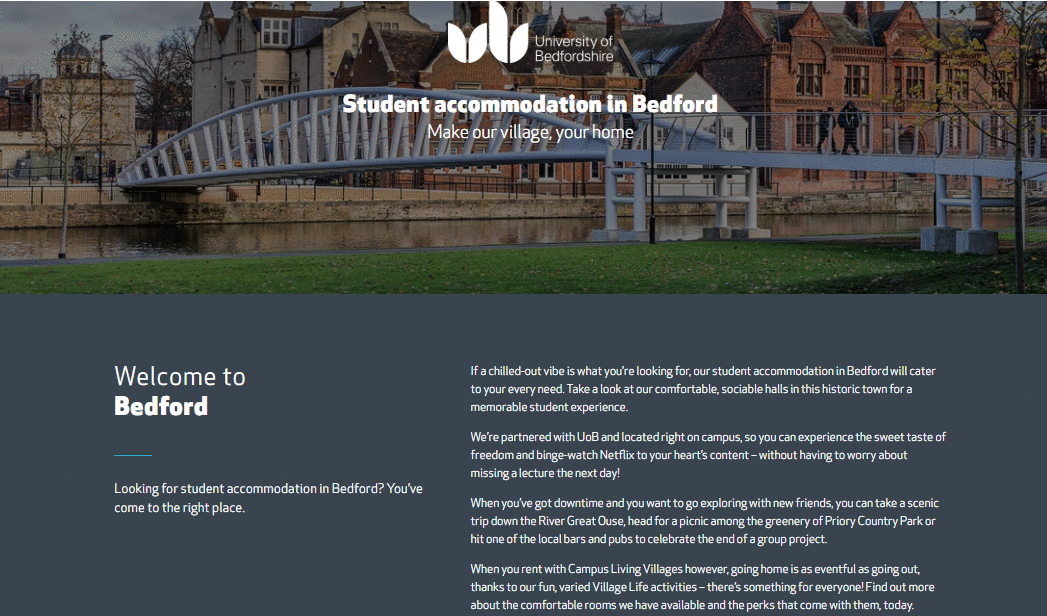 University of
Bedfordshire
Student accommodation in Bedford
Make our village, your home
Welcome to
Bedford
Looking for student accommodation in Bedford? You've
come to the right place.
If a chilled-out vibe is what you're looking for, our student accommodation in Bedford will cater
to your every need. Take a look at our comfortable, sociable halls in this historic town for a
memorable student experience.
We're partnered with UoB and located right on campus, so you can experience the sweet taste of
freedom and binge-watch Netflix to your heart's content – without having to worry about
missing a lecture the next day!
When you've got downtime and you want to go exploring with new friends, you can take a scenic
trip down the River Great Ouse, head for a picnic among the greenery of Priory Country Park or
hit one of the local bars and pubs to celebrate the end of a group project.
When you rent with Campus Living Villages however, going home is as eventful as going out,
thanks to our fun, varied Village Life activities – there's something for everyone! Find out more
about the comfortable rooms we have available and the perks that come with them, today.